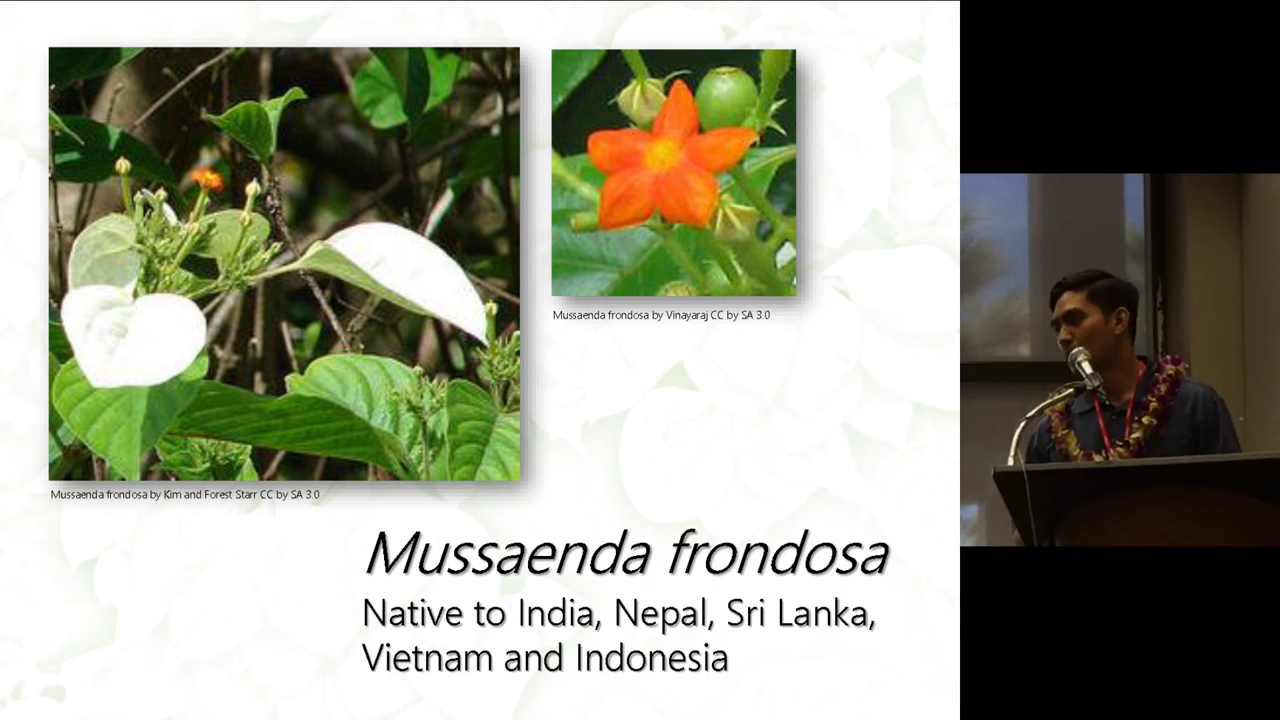 Mussaenda frondosa by Vinayaraj CC by SA 3.0
Mussaenda frondosa by Kim and Forest Starr CC by SA 3.0
Mussaenda frondosa
Native to India, Nepal, Sri Lanka,
Vietnam and Indonesia